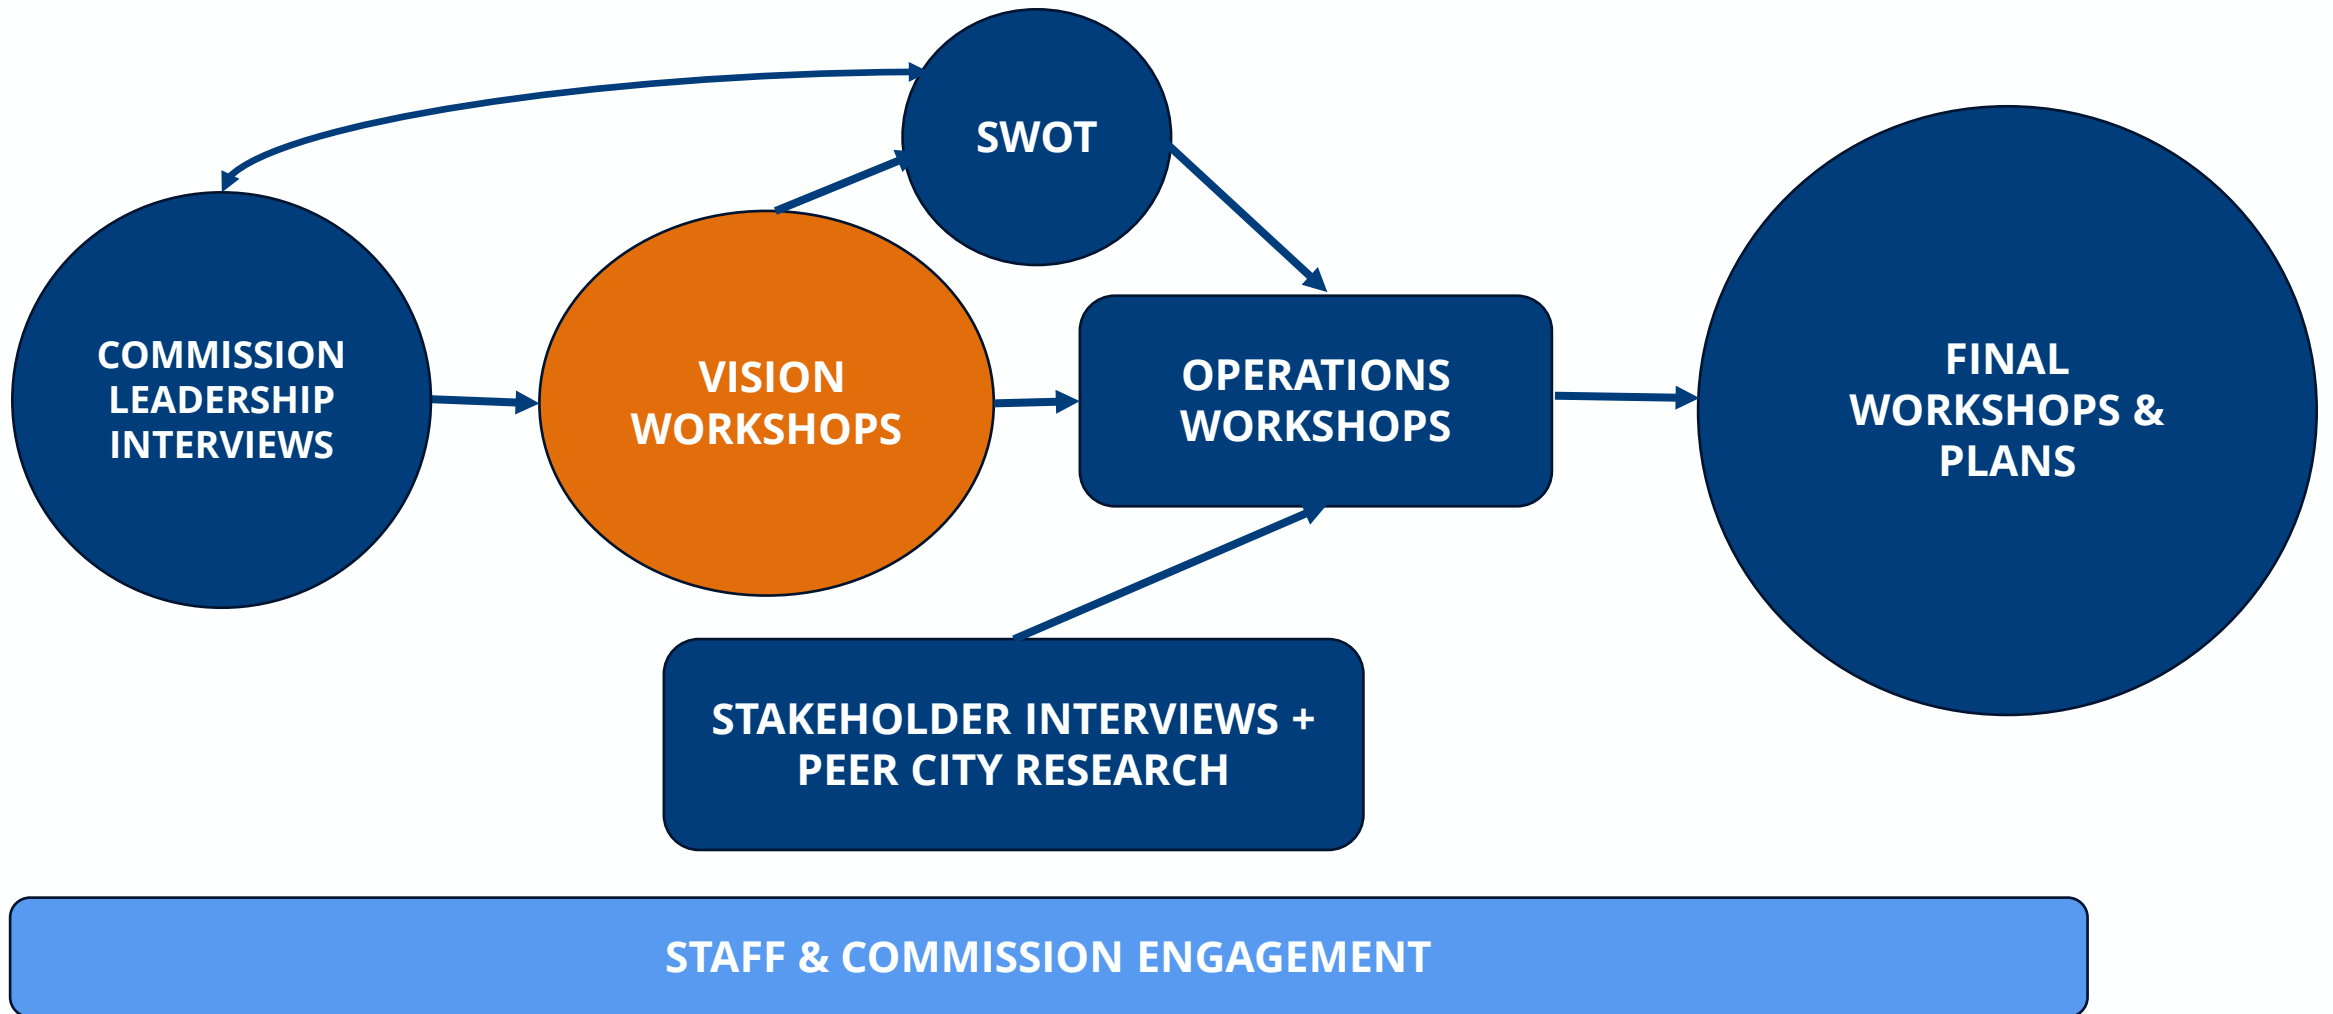 SWOT
COMMISSION
LEADERSHIP
INTERVIEWS
VISION
WORKSHOPS
OPERATIONS
WORKSHOPS
FINAL
WORKSHOPS &
PLANS
STAKEHOLDER INTERVIEWS +
PEER CITY RESEARCH
STAFF & COMMISSION ENGAGEMENT